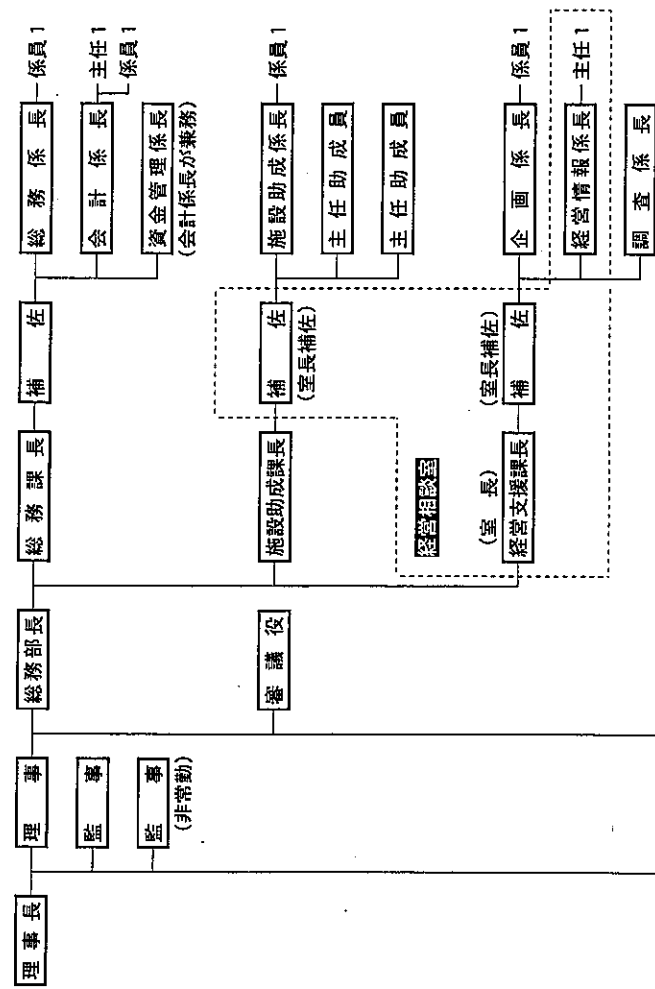 理事長
理事
監事
監事
(非常勤)
総務部長
審議役
総務課長
施設助成課長
経営相談室
(室長)
経営支援課長
補佐
補佐
(室長補佐)
(室長補佐)
補佐
総務係長
係員1
会計係長
主任1
係員1
資金管理係長
(会計係長が兼務)
施設助成係長
係員1
主任助成員
主任助成員
企画係長
係員1
経営情報係長
主任1
調査係長